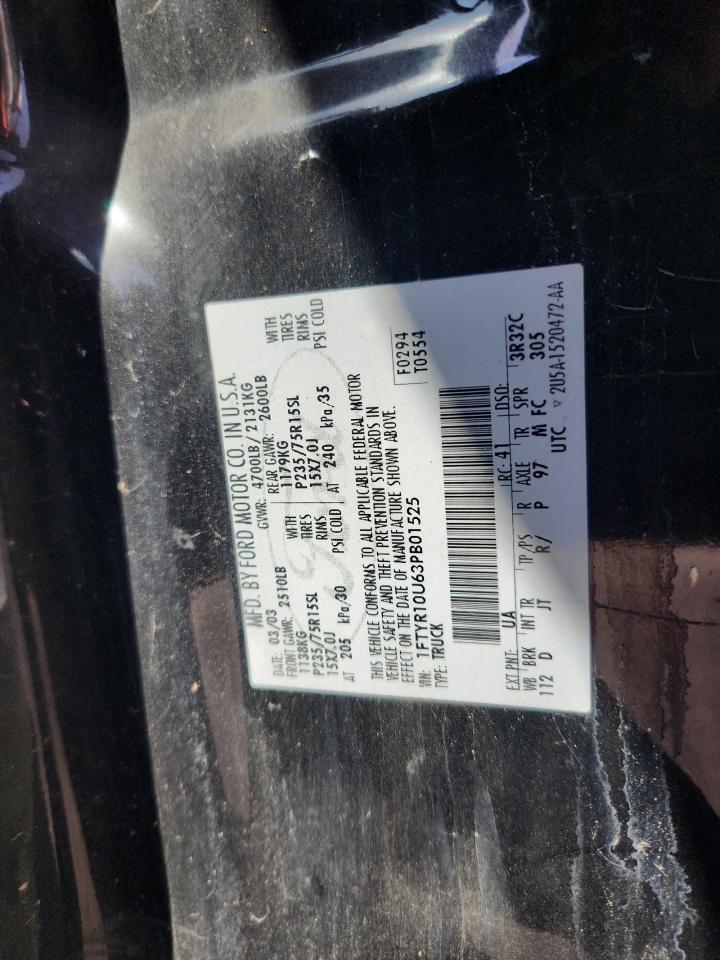 MFD. BY FORD MOTOR CO. IN U.S.A.
DATE: 03/03 GVWR: 4700LB/ 2131KG
FRONT GAWR: 2510LB REAR GAWR: 2600LB
1138KG WITH 1179KG WITH
P235/75R15SL TIRES P235/75R15SL TIRES
15X7.0J RIMS 15X7.0J RIMS
AT 205 kPa/30 PSI COLD AT 240 kPa/35 PSI COLD
THIS VEHICLE CONFORMS TO ALL APPLICABLE FEDERAL MOTOR
VEHICLE SAFETY AND THEFT PREVENTION STANDARDS IN
EFFECT ON THE DATE OF MANUFACTURE SHOWN ABOVE.
VIN: 1FTYR10U63PB01525
TYPE: TRUCK
F0294
T0554
EXT PNT: UA RC: 41 DSO:
WB BRK INT TR TP/PS R AXLE TR SPR 3R32C
112 D JT R/ P 97 M FC 305
UTC ▽ 2U5A-1520472-AA